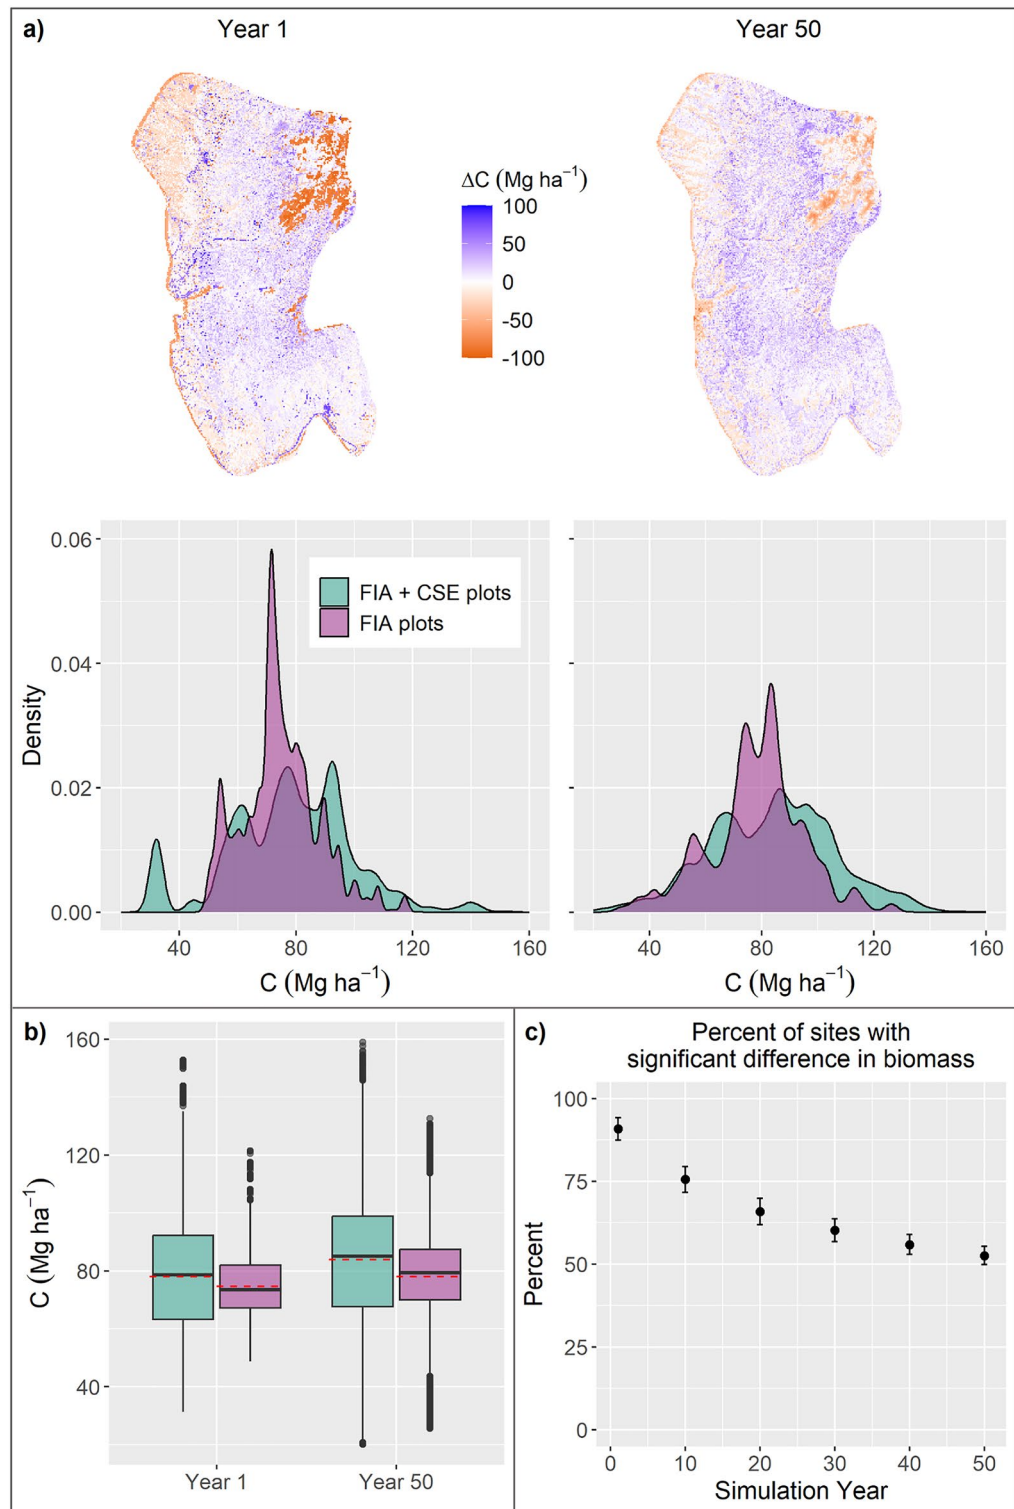 a)
Year 1
Year 50
ΔC (Mg ha⁻¹)
100
50
0
-50
-100
0.06
0.04
0.02
0.00
Density
FIA + CSE plots
FIA plots
40
80
120
160
C (Mg ha⁻¹)
40
80
120
160
C (Mg ha⁻¹)
b)
160
120
80
40
C (Mg ha⁻¹)
Year 1
Year 50
c)
Percent of sites with
significant difference in biomass
100
75
50
25
0
Percent
0
10
20
30
40
50
Simulation Year